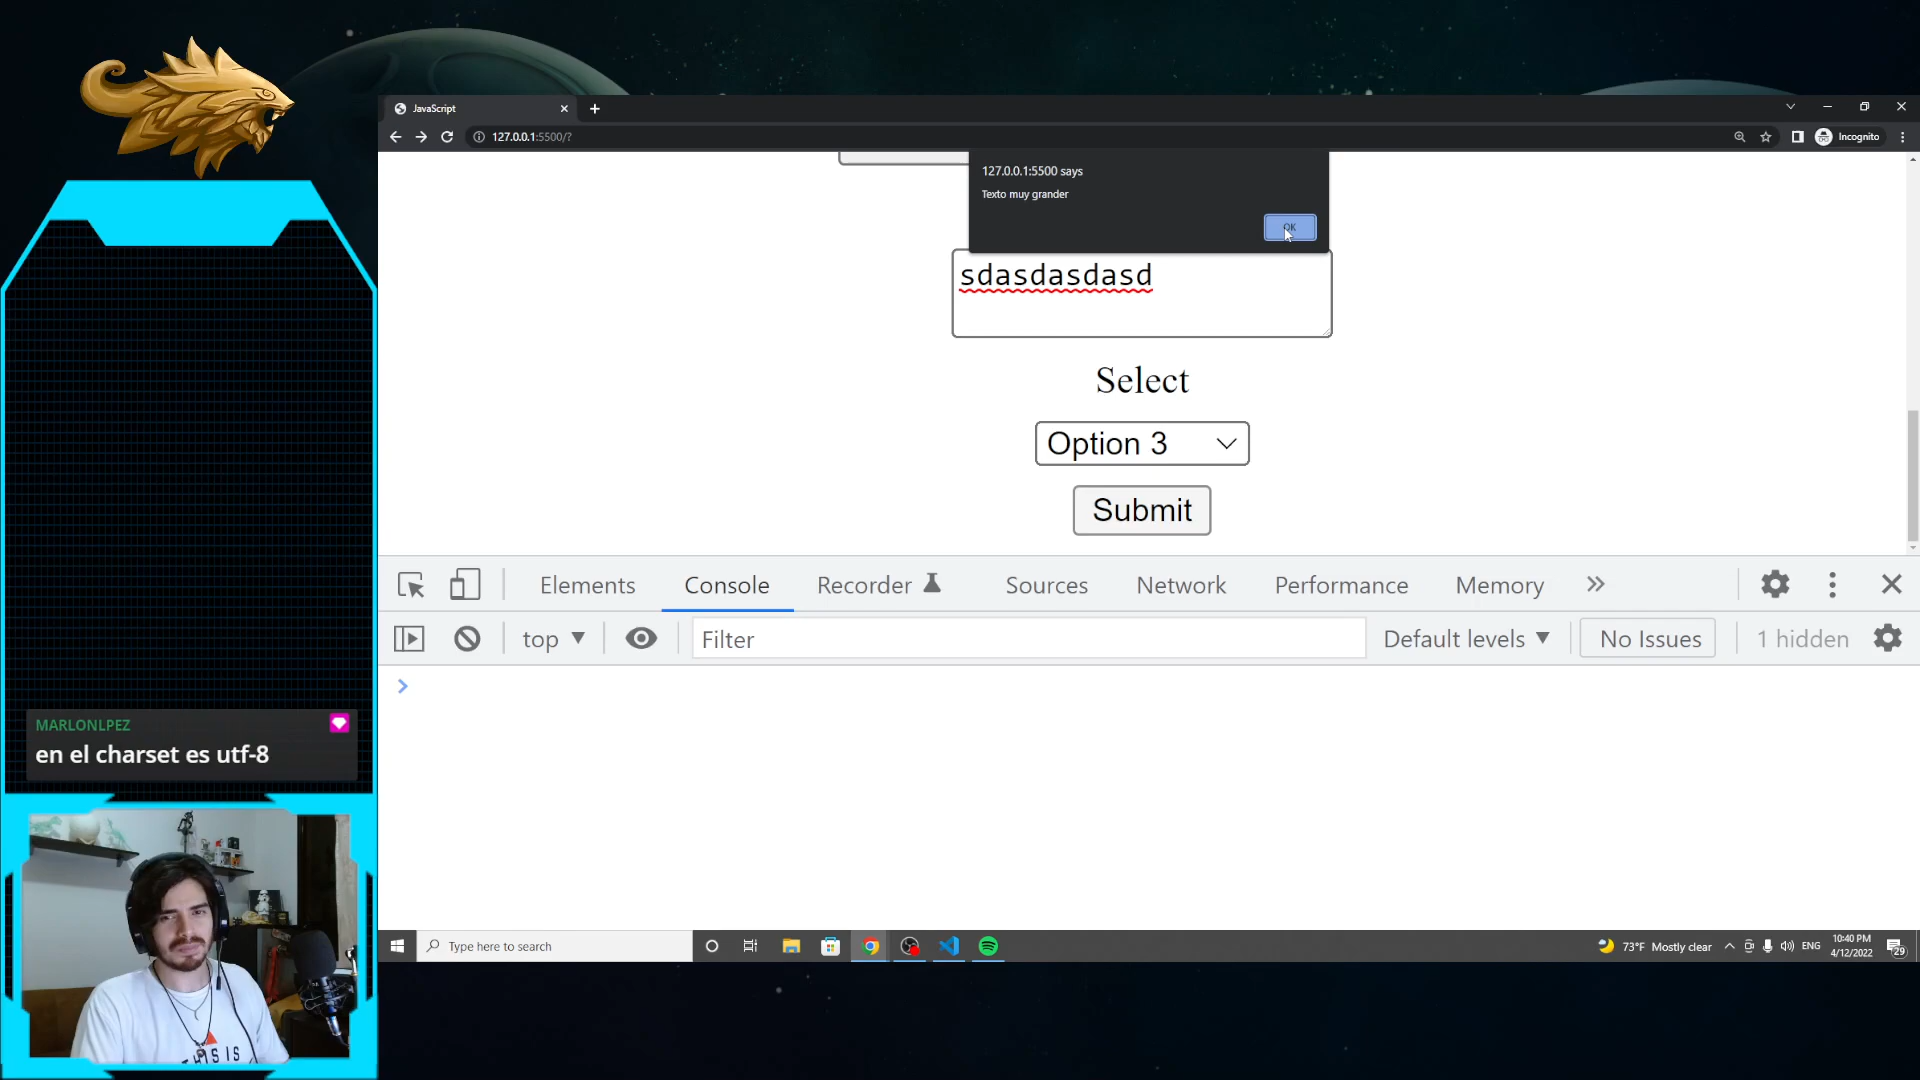 JavaScript
127.0.0.1:5500/?
Incognito
127.0.0.1:5500 says
Texto muy grander
OK
sdasdasdasd
Select
Option 3
Submit
Elements
Console
Recorder
Sources
Network
Performance
Memory
top
Filter
Default levels
No Issues
1 hidden
MARLONLPEZ
en el charset es utf-8
THIS IS
Type here to search
73°F Mostly clear
ENG
10:40 PM
4/12/2022
29